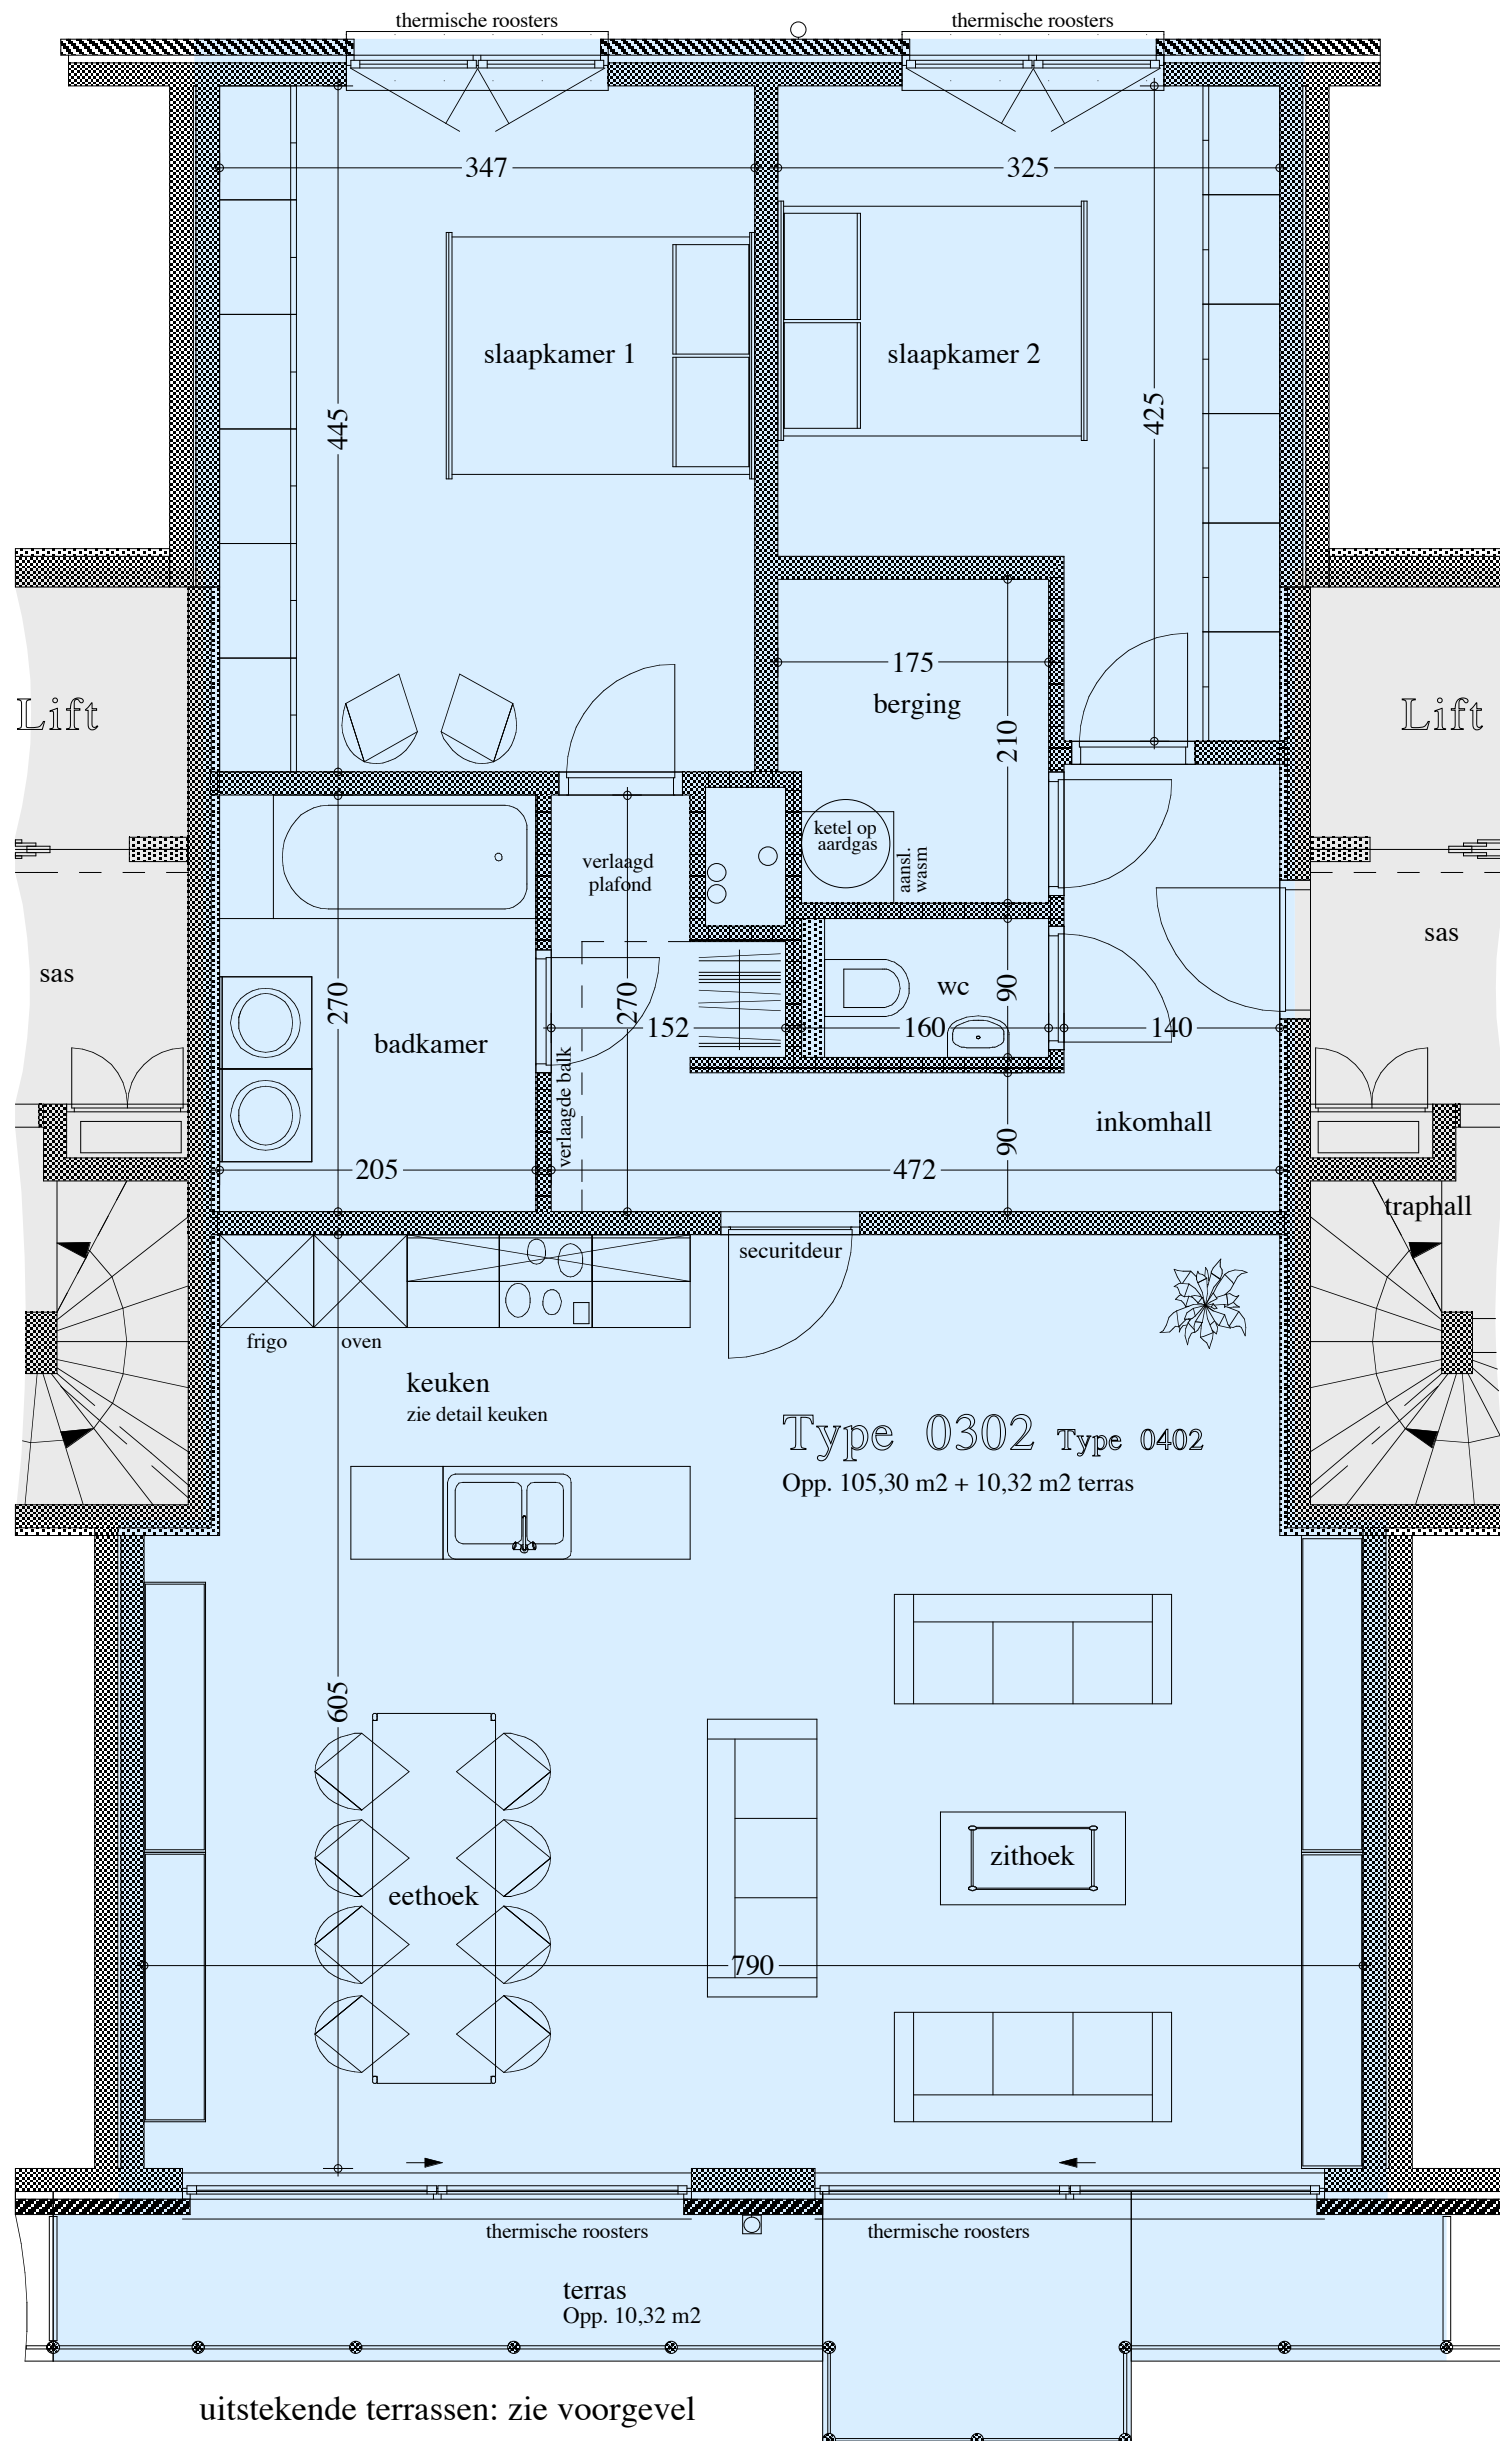 thermische roosters
thermische roosters
347
325
slaapkamer 1
slaapkamer 2
445
425
175
berging
210
Lift
Lift
ketel op
aardgas
aansl.
wasm
verlaagd
plafond
sas
sas
270
270
wc
90
152
160
140
badkamer
verlaagde balk
inkomhall
90
205
472
traphall
securitdeur
frigo
oven
keuken
zie detail keuken
Type 0302 Type 0402
Opp. 105,30 m2 + 10,32 m2 terras
605
zithoek
eethoek
790
thermische roosters
thermische roosters
terras
Opp. 10,32 m2
uitstekende terrassen: zie voorgevel